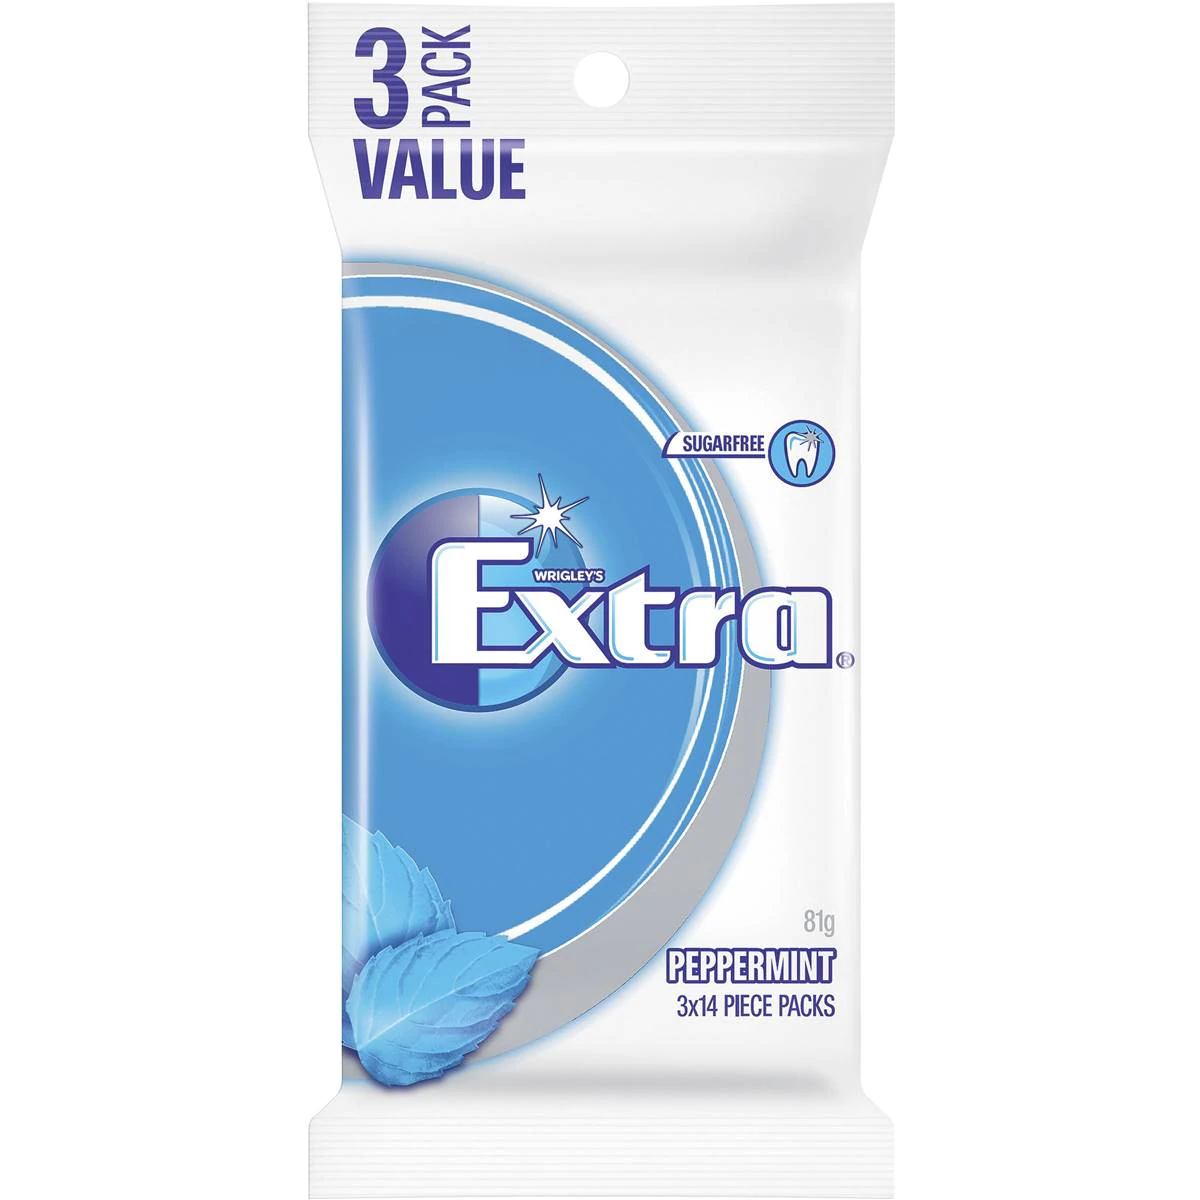 3 PACK
VALUE
SUGARFREE
WRIGLEY'S
Extra®
81g
PEPPERMINT
3x14 PIECE PACKS